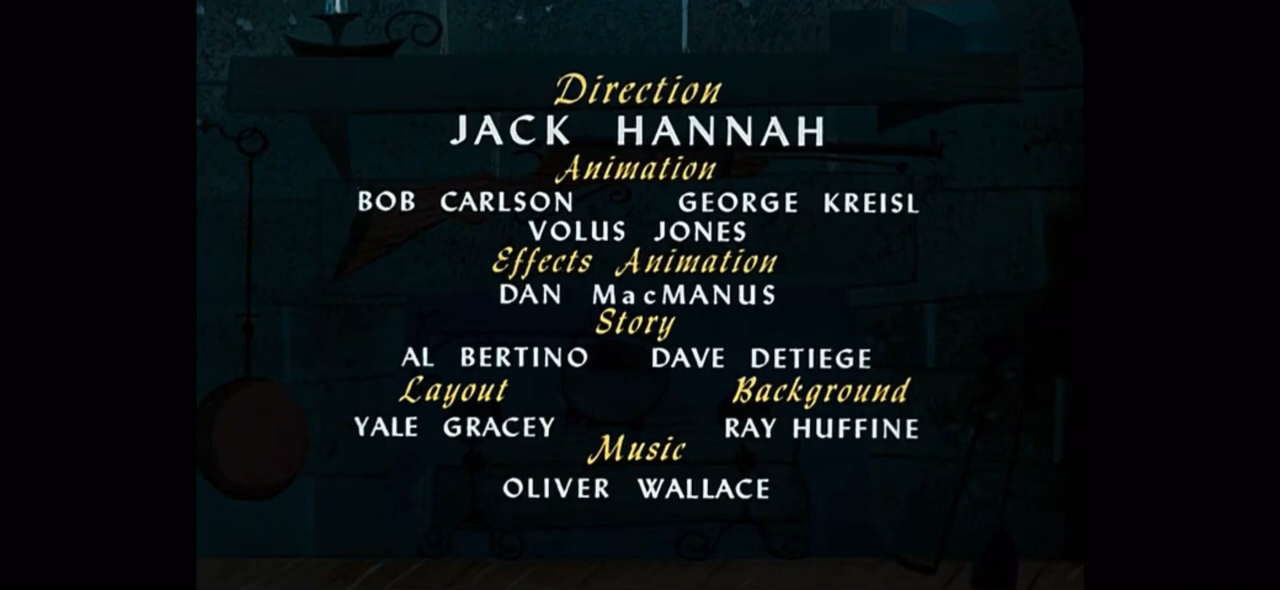 Direction
JACK HANNAH
Animation
BOB CARLSON GEORGE KREISL
VOLUS JONES
Effects Animation
DAN MacMANUS
Story
AL BERTINO DAVE DETIEGE
Layout Background
YALE GRACEY RAY HUFFINE
Music
OLIVER WALLACE